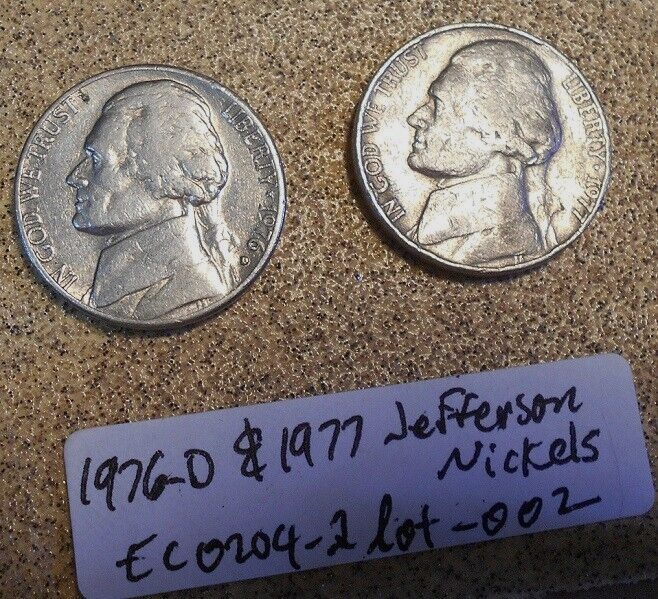 IN GOD WE TRUST
LIBERTY · 1976
D
IN GOD WE TRUST
LIBERTY · 1977
1976-D & 1977 Jefferson
Nickels
EC0204-2 lot-002